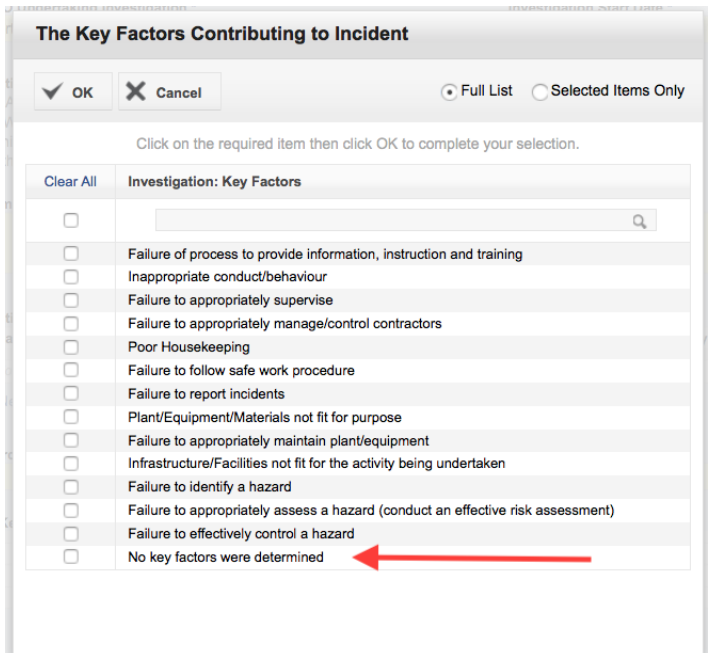 Undertaking Investigation
Investigation Start Date
The Key Factors Contributing to Incident
OK Cancel Full List Selected Items Only
Click on the required item then click OK to complete your selection.
Clear All Investigation: Key Factors
Failure of process to provide information, instruction and training
Inappropriate conduct/behaviour
Failure to appropriately supervise
Failure to appropriately manage/control contractors
Poor Housekeeping
Failure to follow safe work procedure
Failure to report incidents
Plant/Equipment/Materials not fit for purpose
Failure to appropriately maintain plant/equipment
Infrastructure/Facilities not fit for the activity being undertaken
Failure to identify a hazard
Failure to appropriately assess a hazard (conduct an effective risk assessment)
Failure to effectively control a hazard
No key factors were determined